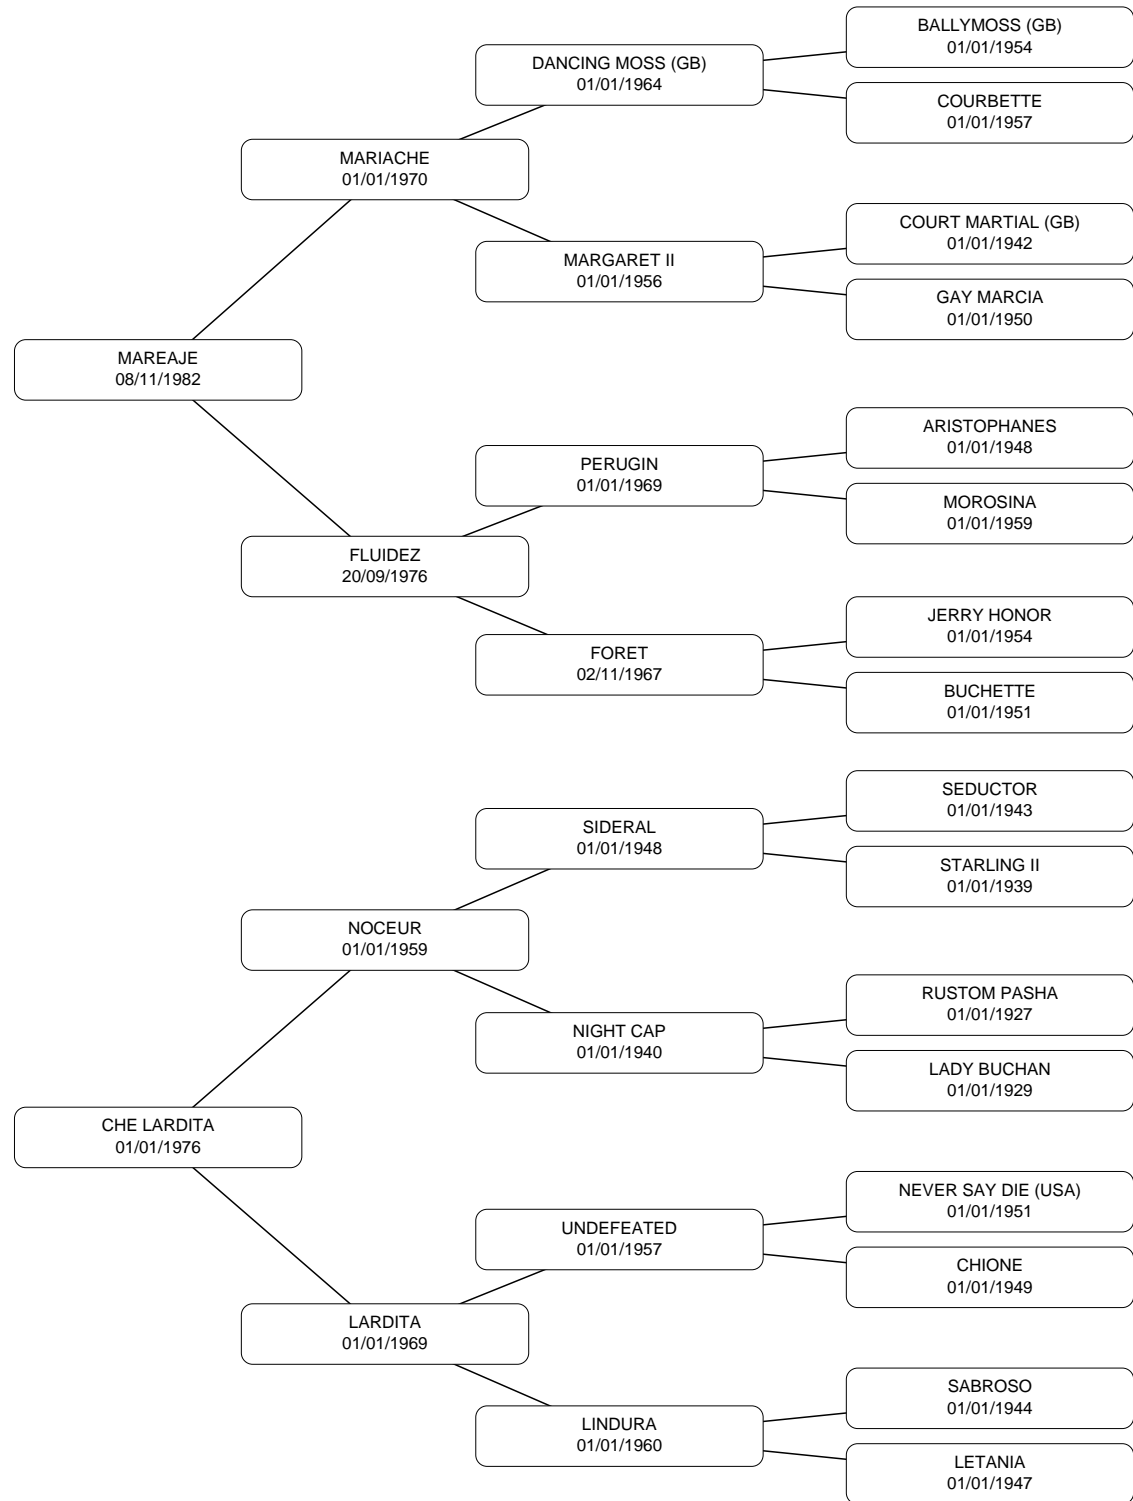 BALLYMOSS (GB)
01/01/1954
DANCING MOSS (GB)
01/01/1964
COURBETTE
01/01/1957
MARIACHE
01/01/1970
COURT MARTIAL (GB)
01/01/1942
MARGARET II
01/01/1956
GAY MARCIA
01/01/1950
MAREAJE
08/11/1982
ARISTOPHANES
01/01/1948
PERUGIN
01/01/1969
MOROSINA
01/01/1959
FLUIDEZ
20/09/1976
JERRY HONOR
01/01/1954
FORET
02/11/1967
BUCHETTE
01/01/1951
SEDUCTOR
01/01/1943
SIDERAL
01/01/1948
STARLING II
01/01/1939
NOCEUR
01/01/1959
RUSTOM PASHA
01/01/1927
NIGHT CAP
01/01/1940
LADY BUCHAN
01/01/1929
CHE LARDITA
01/01/1976
NEVER SAY DIE (USA)
01/01/1951
UNDEFEATED
01/01/1957
CHIONE
01/01/1949
LARDITA
01/01/1969
SABROSO
01/01/1944
LINDURA
01/01/1960
LETANIA
01/01/1947